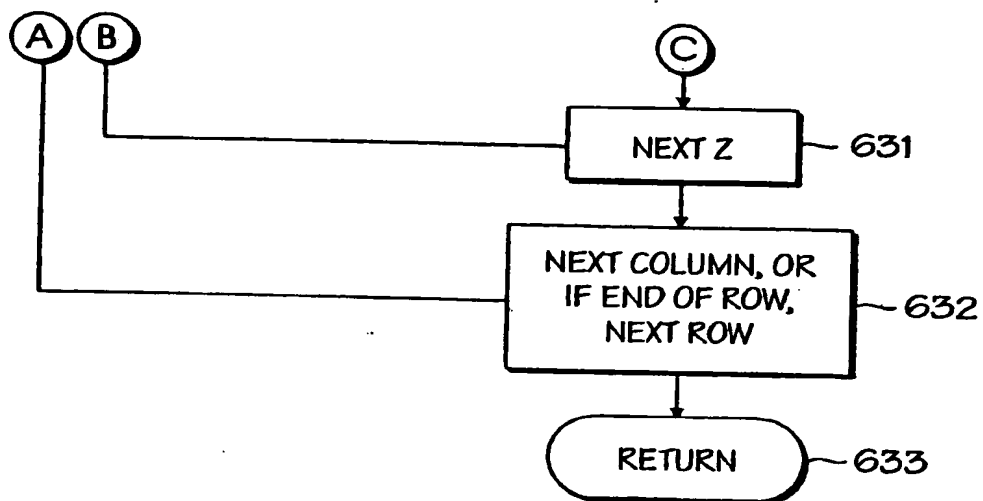 A B
C
NEXT Z
631
NEXT COLUMN, OR
IF END OF ROW,
NEXT ROW
632
RETURN
633